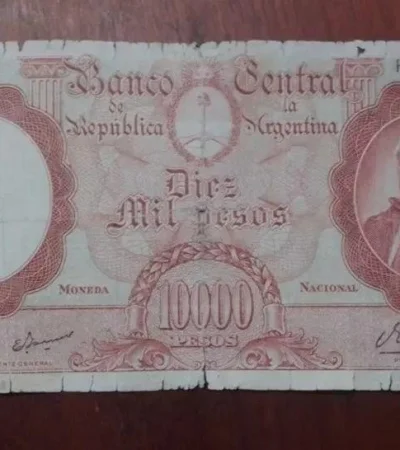 Banco Central
de la
República Argentina
Diez
Mil pesos
MONEDA NACIONAL
10000
PESOS